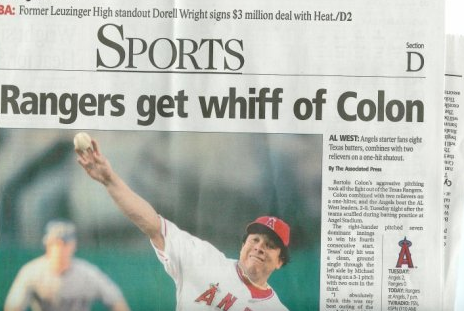 BA: Former Leuzinger High standout Dorell Wright signs $3 million deal with Heat./D2
SPORTS
Section
D
Rangers get whiff of Colon
AL WEST: Angels starter fans eight
Texas batters, combines with two
relievers on a one-hit shutout.
By The Associated Press
Bartolo Colon's aggressive pitching
took all the fight out of the Texas Rangers.
Colon combined with two relievers on
a one-hitter, and the Angels beat the AL
West leaders, 2-0, Tuesday night after the
teams scuffled during batting practice at
Angel Stadium.
The right-hander pitched seven
dominant innings
to win his fourth
consecutive start.
Texas' only hit was
a clean, ground
single through the
left side by Michael
Young on a 3-1 pitch
with two outs in the
third.
"I absolutely
think this was my
best outing of the
A
TUESDAY:
Angels 2,
Rangers 0
TODAY: Rangers
at Angels, 7 p.m.
TV/RADIO: FSN,
ANG